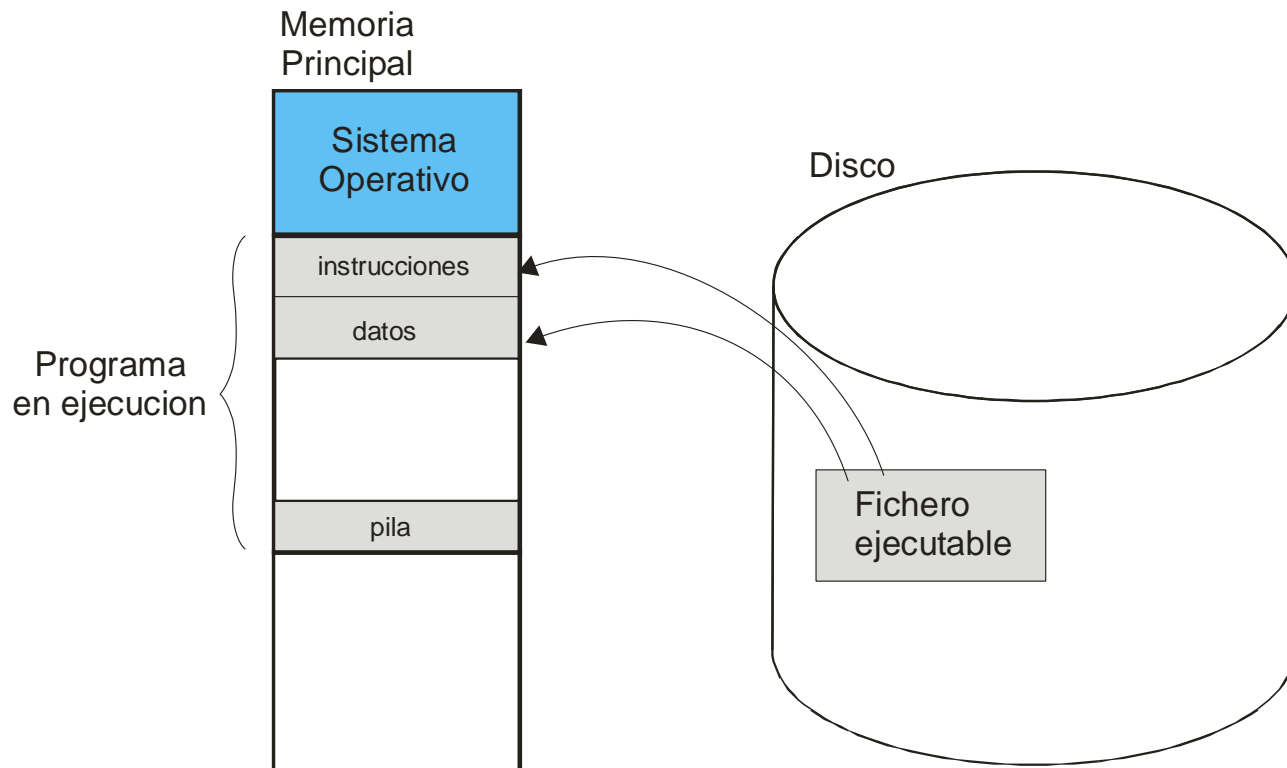 Memoria
Principal
Sistema
Operativo
Disco
instrucciones
datos
Programa
en ejecucion
Fichero
ejecutable
pila